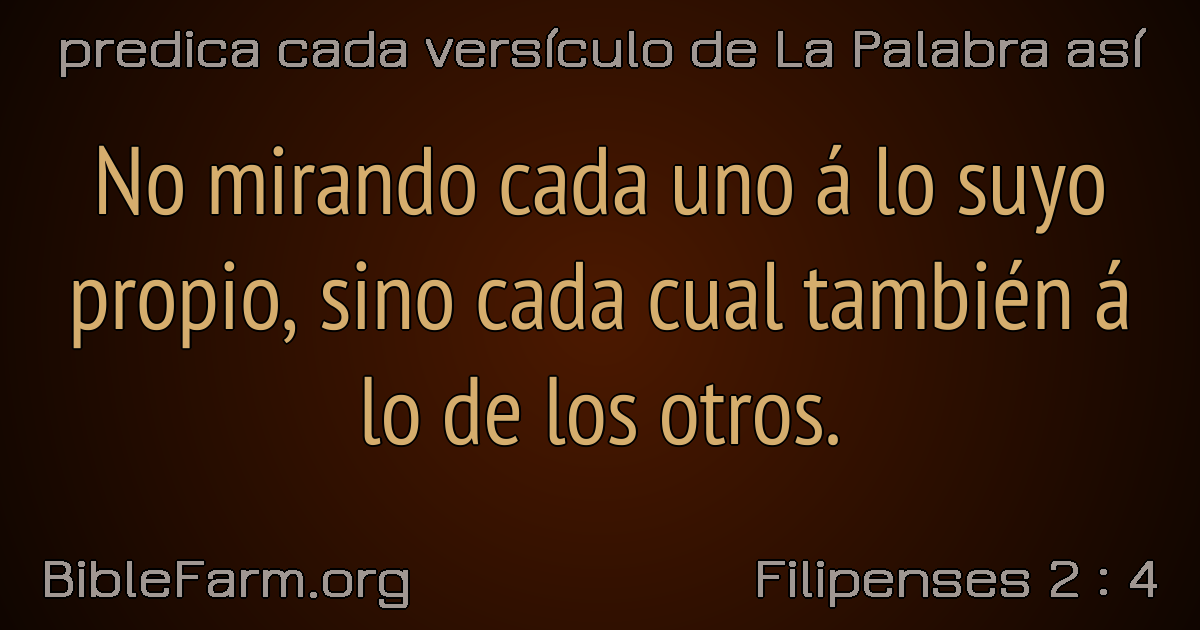 predica cada versículo de La Palabra así
No mirando cada uno á lo suyo
propio, sino cada cual también á
lo de los otros.
BibleFarm.org
Filipenses 2 : 4